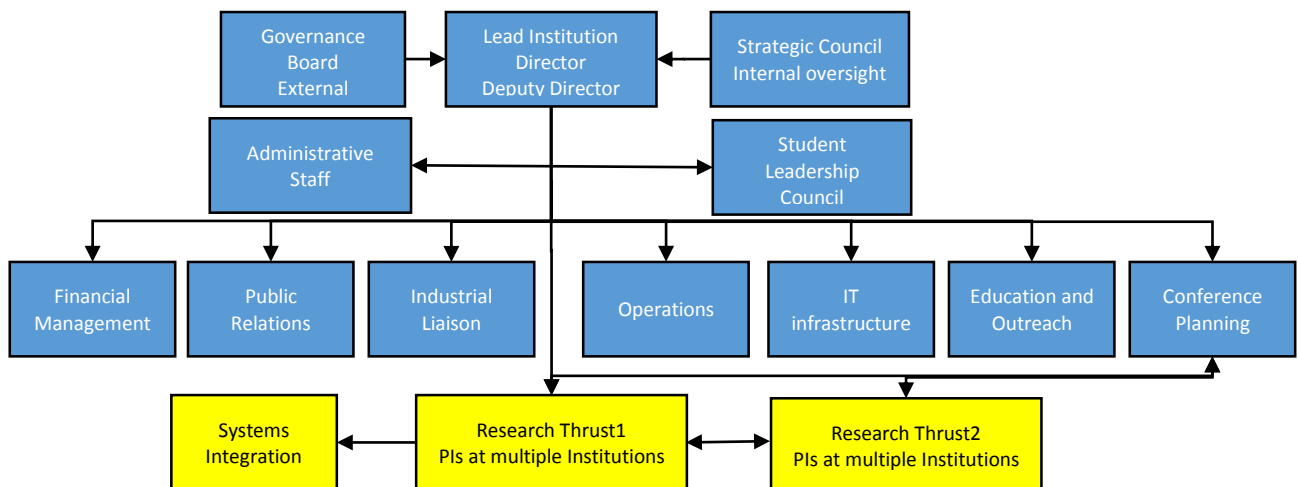 Governance
Board
External
Lead Institution
Director
Deputy Director
Strategic Council
Internal oversight
Administrative
Staff
Student
Leadership
Council
Financial
Management
Public
Relations
Industrial
Liaison
Operations
IT
infrastructure
Education and
Outreach
Conference
Planning
Systems
Integration
Research Thrust1
PIs at multiple Institutions
Research Thrust2
PIs at multiple Institutions